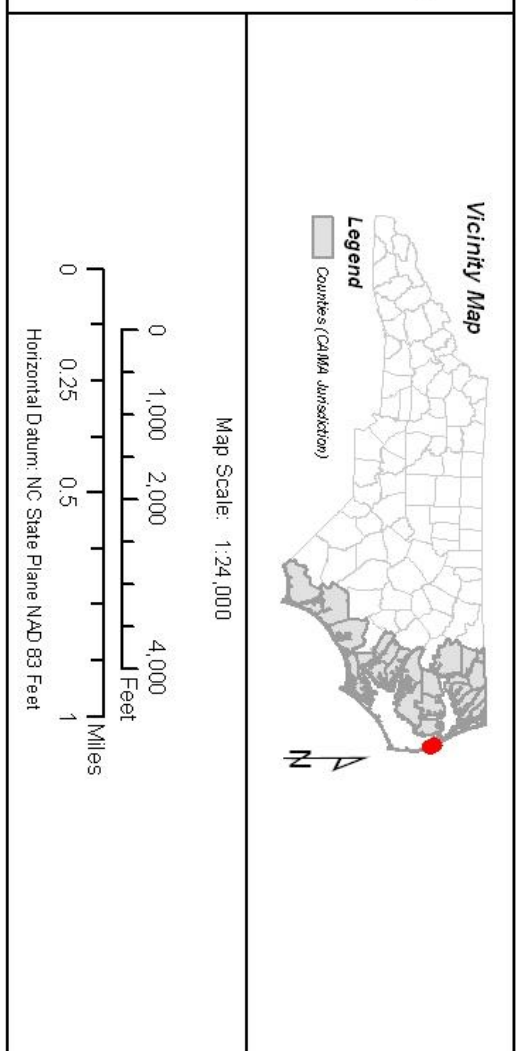 Vicinity Map
Legend
Counties (CAMA Jurisdiction)
N
Map Scale: 1:24,000
0 1,000 2,000 4,000
Feet
0 0.25 0.5 1
Miles
Horizontal Datum: NC State Plane NAD 83 Feet